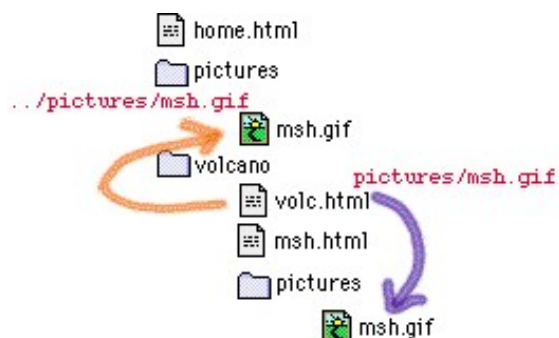 home.html
pictures
../pictures/msh.gif
msh.gif
volcano
pictures/msh.gif
volc.html
msh.html
pictures
msh.gif